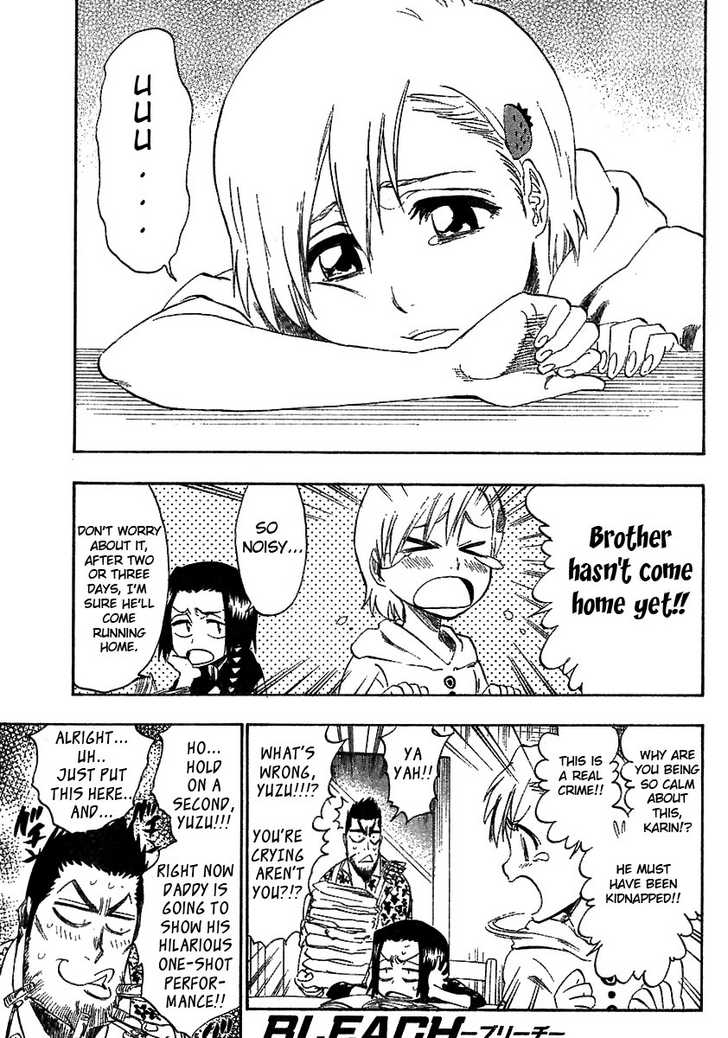 uuu...
Brother
hasn't come
home yet!!
SO
NOISY...
DON'T WORRY
ABOUT IT,
AFTER TWO
OR THREE
DAYS, I'M
SURE HE'LL
COME
RUNNING
HOME.
WHY ARE
YOU BEING
SO CALM
ABOUT
THIS,
KARIN!?
THIS IS
A REAL
CRIME!!
HE MUST
HAVE BEEN
KIDNAPPED!!
YA
YAH!!
WHAT'S
WRONG,
YUZU!!!?
YOU'RE
CRYING
AREN'T
YOU?!?
HO...
HOLD
ON A
SECOND,
YUZU!!
RIGHT NOW
DADDY IS
GOING TO
SHOW HIS
HILARIOUS
ONE-SHOT
PERFOR-
MANCE!!
ALRIGHT...
UH..
JUST PUT
THIS HERE...
AND...
BLEACH—ブリーチ—